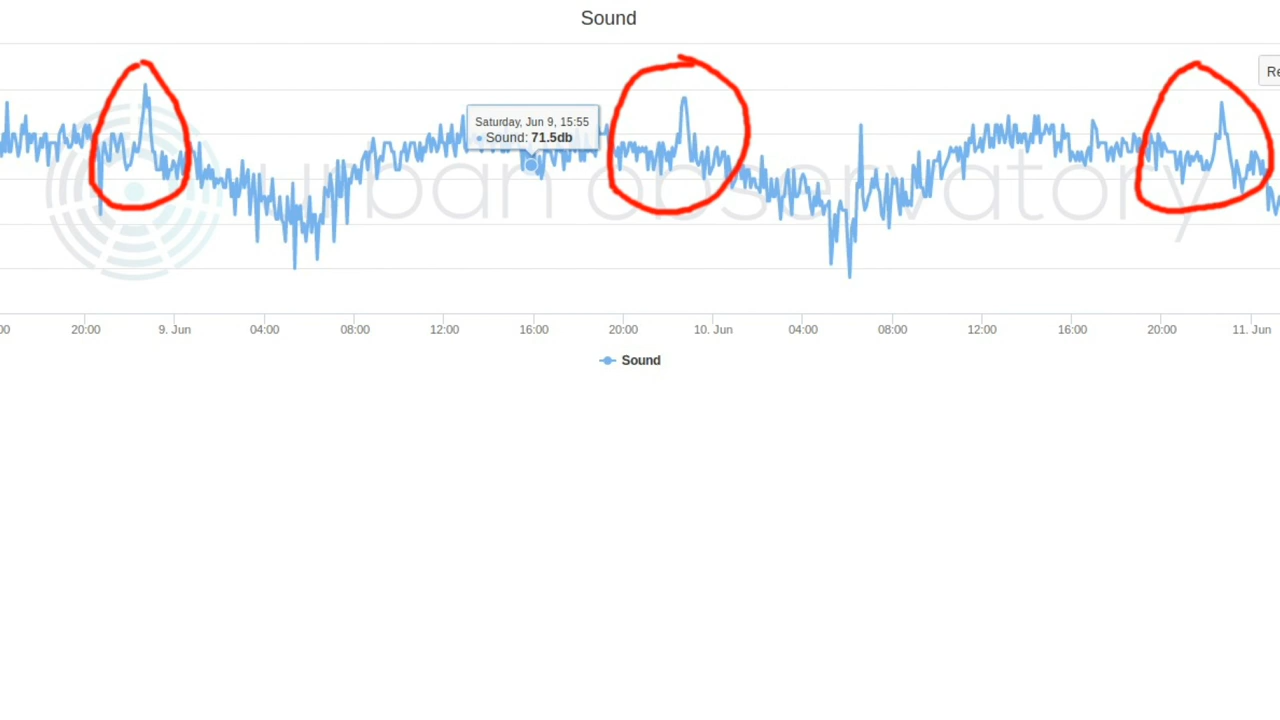 Sound
Re
Saturday, Jun 9, 15:55
Sound: 71.5db
urban observatory
00
20:00
9. Jun
04:00
08:00
12:00
16:00
20:00
10. Jun
04:00
08:00
12:00
16:00
20:00
11. Jun
Sound